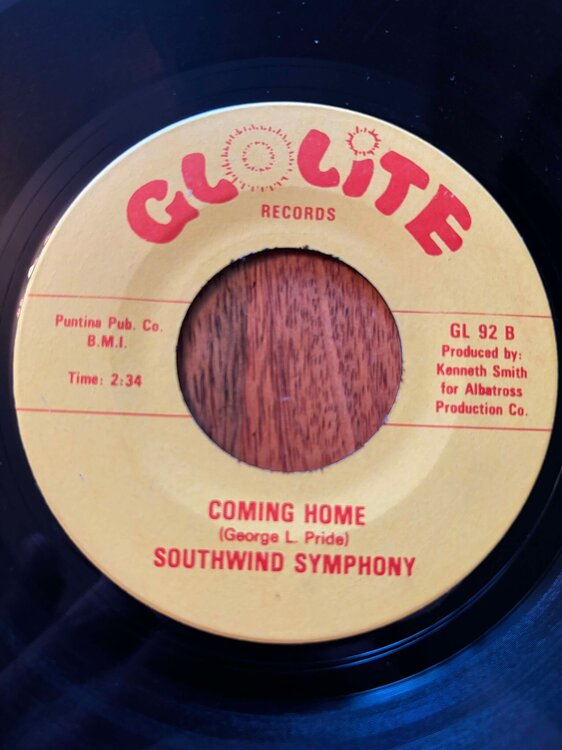 GLOLITE
RECORDS
Puntina Pub. Co.
B.M.I.
Time: 2:34
GL 92 B
Produced by:
Kenneth Smith
for Albatross
Production Co.
COMING HOME
(George L. Pride)
SOUTHWIND SYMPHONY